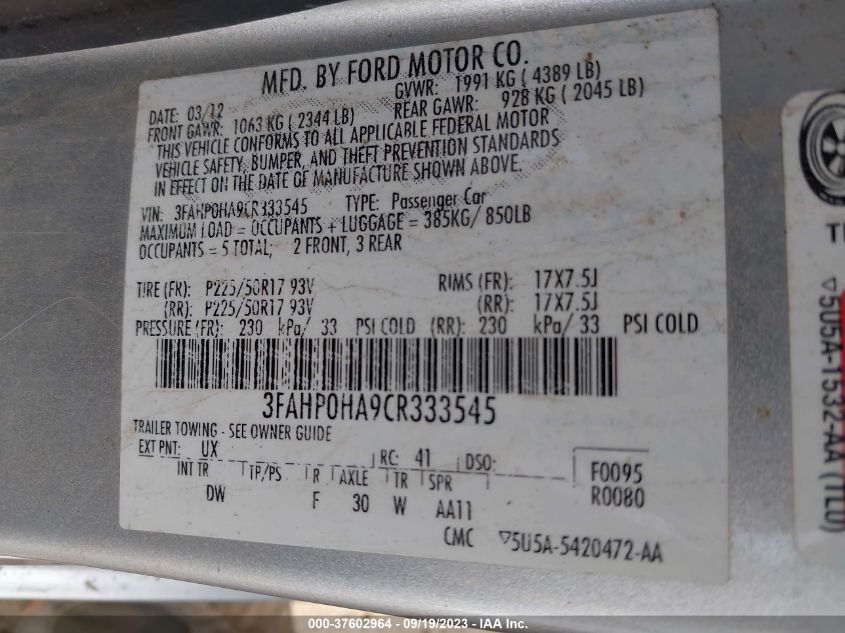 MFD. BY FORD MOTOR CO.
DATE: 03/12 GVWR: 1991 KG ( 4389 LB)
FRONT GAWR: 1063 KG ( 2344 LB) REAR GAWR: 928 KG ( 2045 LB)
THIS VEHICLE CONFORMS TO ALL APPLICABLE FEDERAL MOTOR
VEHICLE SAFETY, BUMPER, AND THEFT PREVENTION STANDARDS
IN EFFECT ON THE DATE OF MANUFACTURE SHOWN ABOVE.
VIN: 3FAHP0HA9CR333545 TYPE: Passenger Car
MAXIMUM LOAD = OCCUPANTS + LUGGAGE = 385KG/ 850LB
OCCUPANTS = 5 TOTAL, 2 FRONT, 3 REAR
TIRE (FR): P225/50R17 93V RIMS (FR): 17X7.5J
(RR): P225/50R17 93V (RR): 17X7.5J
PRESSURE (FR): 230 kPa/ 33 PSI COLD (RR): 230 kPa/ 33 PSI COLD
3FAHP0HA9CR333545
TRAILER TOWING - SEE OWNER GUIDE
EXT PNT: UX RC: 41 DSO:
INT TR TP/PS R AXLE TR SPR F0095
DW F 30 W AA11 R0080
CMC ▽5U5A-5420472-AA
▽5U5A-1532-AA (TL0)
000-37602964 - 09/19/2023 - IAA Inc.